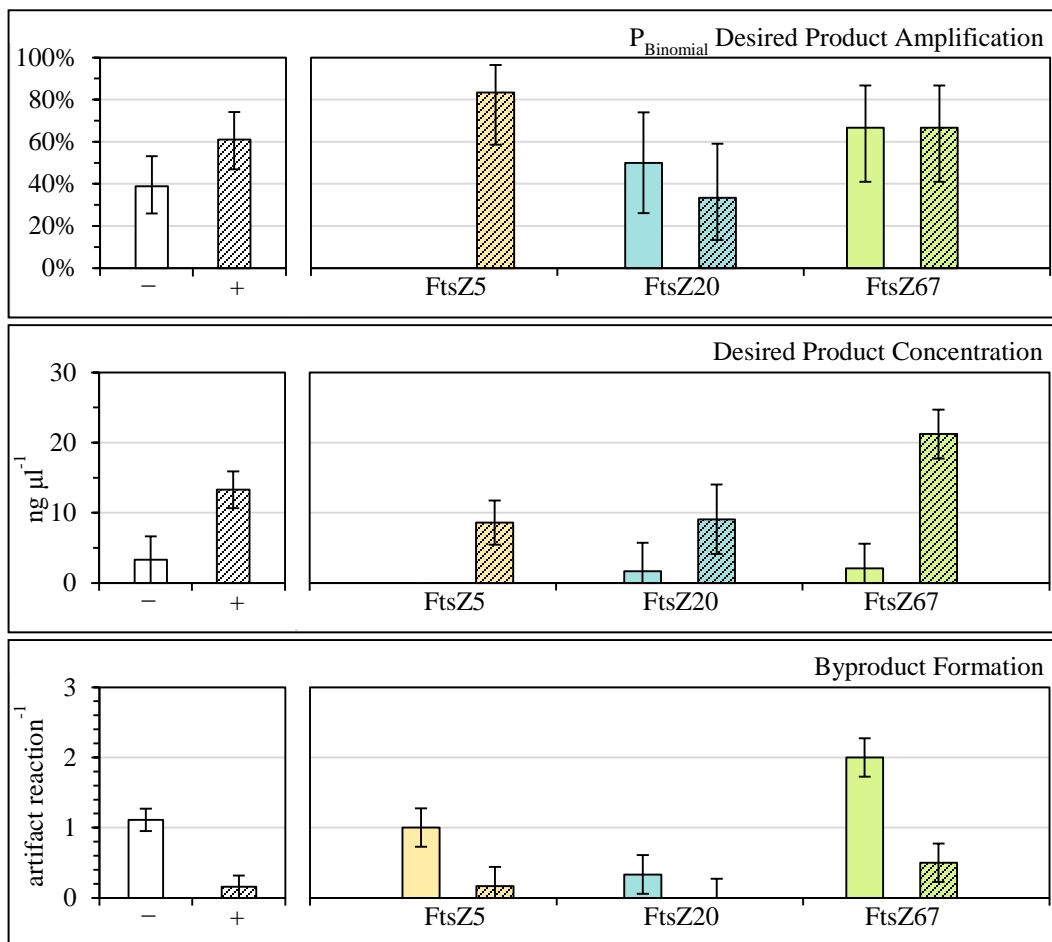 P_Binomial Desired Product Amplification
100%
80%
60%
40%
20%
0%
− +
FtsZ5 FtsZ20 FtsZ67
Desired Product Concentration
ng µl⁻¹
30
20
10
0
− +
FtsZ5 FtsZ20 FtsZ67
Byproduct Formation
artifact reaction⁻¹
3
2
1
0
− +
FtsZ5 FtsZ20 FtsZ67